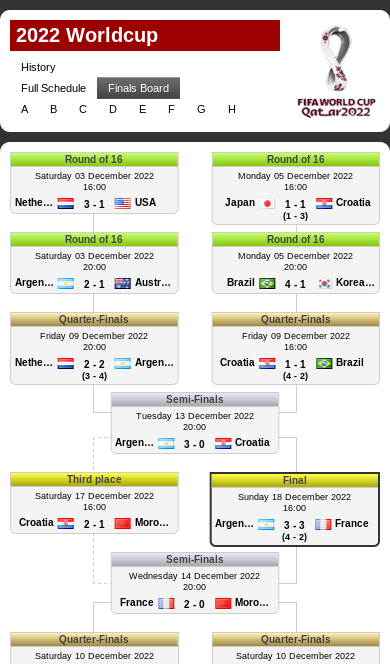 2022 Worldcup
FIFA WORLD CUP
Qatar2022
History
Full Schedule Finals Board
A B C D E F G H
Round of 16
Saturday 03 December 2022
16:00
Nethe... 3 - 1 USA
Round of 16
Monday 05 December 2022
16:00
Japan 1 - 1 Croatia
(1 - 3)
Round of 16
Saturday 03 December 2022
20:00
Argen... 2 - 1 Austr...
Round of 16
Monday 05 December 2022
20:00
Brazil 4 - 1 Korea...
Quarter-Finals
Friday 09 December 2022
20:00
Nethe... 2 - 2 Argen...
(3 - 4)
Quarter-Finals
Friday 09 December 2022
16:00
Croatia 1 - 1 Brazil
(4 - 2)
Semi-Finals
Tuesday 13 December 2022
20:00
Argen... 3 - 0 Croatia
Third place
Saturday 17 December 2022
16:00
Croatia 2 - 1 Moro...
Final
Sunday 18 December 2022
16:00
Argen... 3 - 3 France
(4 - 2)
Semi-Finals
Wednesday 14 December 2022
20:00
France 2 - 0 Moro...
Quarter-Finals
Saturday 10 December 2022
Quarter-Finals
Saturday 10 December 2022